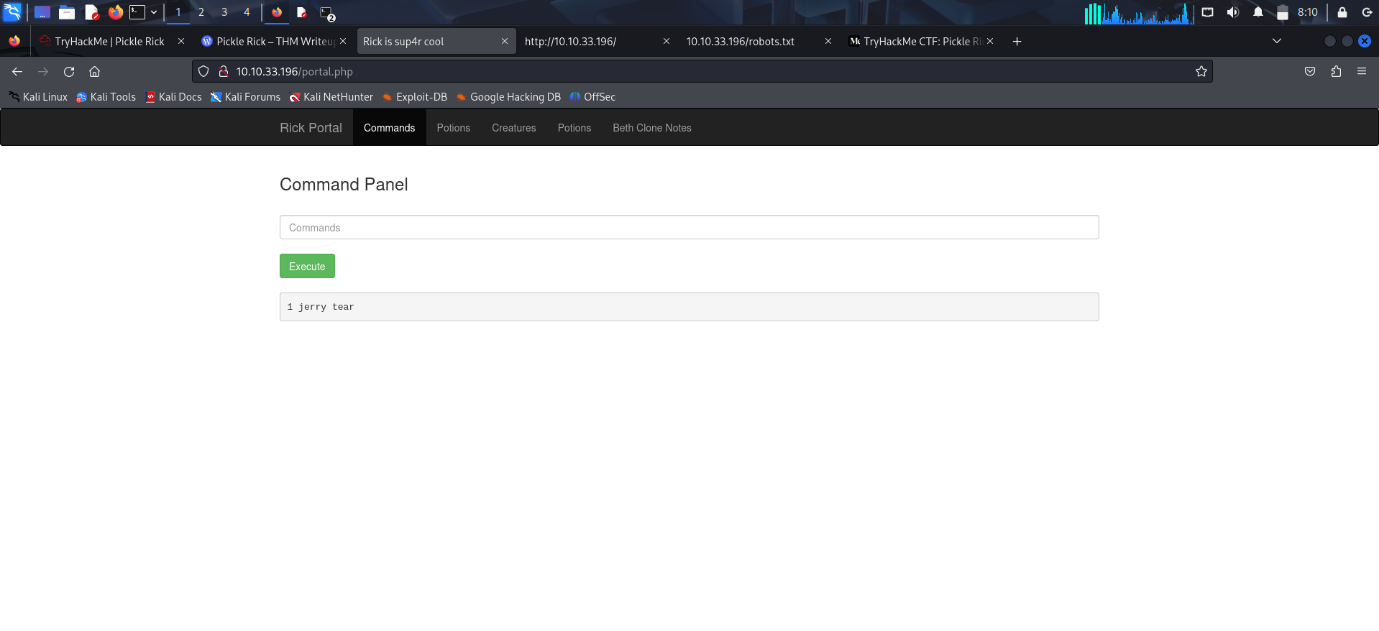 1 2 3 4 2 8:10
TryHackMe | Pickle Rick Pickle Rick – THM Writeup Rick is sup4r cool http://10.10.33.196/ 10.10.33.196/robots.txt TryHackMe CTF: Pickle Ri
10.10.33.196/portal.php
Kali Linux Kali Tools Kali Docs Kali Forums Kali NetHunter Exploit-DB Google Hacking DB OffSec
Rick Portal Commands Potions Creatures Potions Beth Clone Notes
Command Panel
Commands
Execute
1 jerry tear